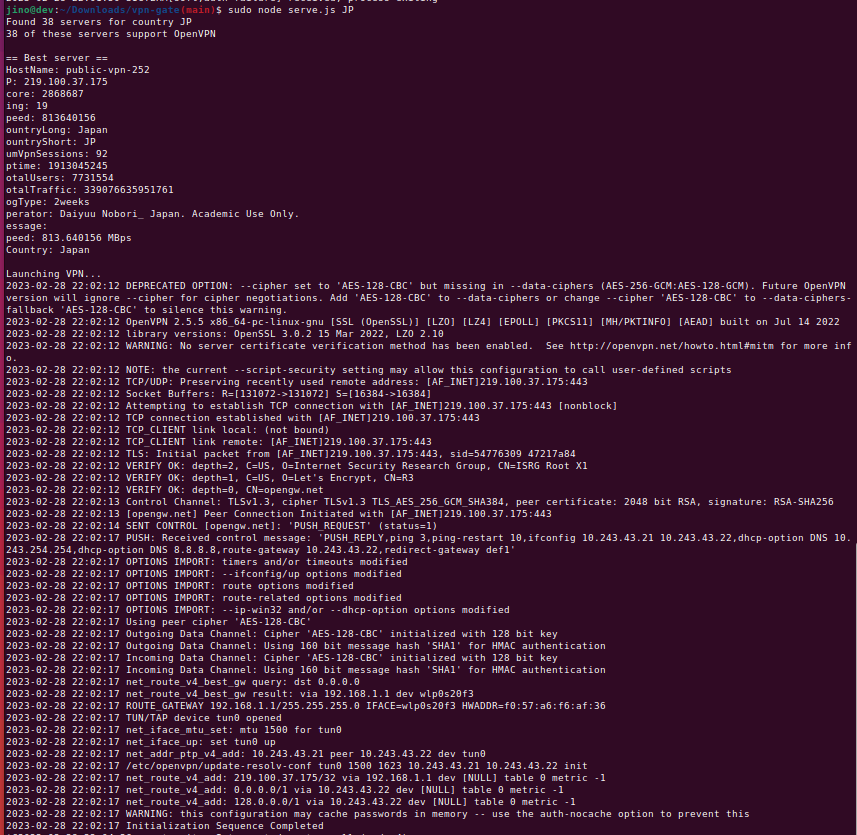 jino@dev:~/Downloads/vpn-gate(main)$ sudo node serve.js JP
Found 38 servers for country JP
38 of these servers support OpenVPN
== Best server ==
HostName: public-vpn-252
P: 219.100.37.175
core: 2868687
ing: 19
peed: 813640156
ountryLong: Japan
ountryShort: JP
umVpnSessions: 92
ptime: 1913045245
otalUsers: 7731554
otalTraffic: 339076635951761
ogType: 2weeks
perator: Daiyuu Nobori_ Japan. Academic Use Only.
essage:
peed: 813.640156 MBps
Country: Japan
Launching VPN...
2023-02-28 22:02:12 DEPRECATED OPTION: --cipher set to 'AES-128-CBC' but missing in --data-ciphers (AES-256-GCM:AES-128-GCM). Future OpenVPN
version will ignore --cipher for cipher negotiations. Add 'AES-128-CBC' to --data-ciphers or change --cipher 'AES-128-CBC' to --data-ciphers-
fallback 'AES-128-CBC' to silence this warning.
2023-02-28 22:02:12 OpenVPN 2.5.5 x86_64-pc-linux-gnu [SSL (OpenSSL)] [LZO] [LZ4] [EPOLL] [PKCS11] [MH/PKTINFO] [AEAD] built on Jul 14 2022
2023-02-28 22:02:12 library versions: OpenSSL 3.0.2 15 Mar 2022, LZO 2.10
2023-02-28 22:02:12 WARNING: No server certificate verification method has been enabled.  See http://openvpn.net/howto.html#mitm for more inf
o.
2023-02-28 22:02:12 NOTE: the current --script-security setting may allow this configuration to call user-defined scripts
2023-02-28 22:02:12 TCP/UDP: Preserving recently used remote address: [AF_INET]219.100.37.175:443
2023-02-28 22:02:12 Socket Buffers: R=[131072->131072] S=[16384->16384]
2023-02-28 22:02:12 Attempting to establish TCP connection with [AF_INET]219.100.37.175:443 [nonblock]
2023-02-28 22:02:12 TCP connection established with [AF_INET]219.100.37.175:443
2023-02-28 22:02:12 TCP_CLIENT link local: (not bound)
2023-02-28 22:02:12 TCP_CLIENT link remote: [AF_INET]219.100.37.175:443
2023-02-28 22:02:12 TLS: Initial packet from [AF_INET]219.100.37.175:443, sid=54776309 47217a84
2023-02-28 22:02:12 VERIFY OK: depth=2, C=US, O=Internet Security Research Group, CN=ISRG Root X1
2023-02-28 22:02:12 VERIFY OK: depth=1, C=US, O=Let's Encrypt, CN=R3
2023-02-28 22:02:12 VERIFY OK: depth=0, CN=opengw.net
2023-02-28 22:02:13 Control Channel: TLSv1.3, cipher TLSv1.3 TLS_AES_256_GCM_SHA384, peer certificate: 2048 bit RSA, signature: RSA-SHA256
2023-02-28 22:02:13 [opengw.net] Peer Connection Initiated with [AF_INET]219.100.37.175:443
2023-02-28 22:02:14 SENT CONTROL [opengw.net]: 'PUSH_REQUEST' (status=1)
2023-02-28 22:02:17 PUSH: Received control message: 'PUSH_REPLY,ping 3,ping-restart 10,ifconfig 10.243.43.21 10.243.43.22,dhcp-option DNS 10.
243.254.254,dhcp-option DNS 8.8.8.8,route-gateway 10.243.43.22,redirect-gateway def1'
2023-02-28 22:02:17 OPTIONS IMPORT: timers and/or timeouts modified
2023-02-28 22:02:17 OPTIONS IMPORT: --ifconfig/up options modified
2023-02-28 22:02:17 OPTIONS IMPORT: route options modified
2023-02-28 22:02:17 OPTIONS IMPORT: route-related options modified
2023-02-28 22:02:17 OPTIONS IMPORT: --ip-win32 and/or --dhcp-option options modified
2023-02-28 22:02:17 Using peer cipher 'AES-128-CBC'
2023-02-28 22:02:17 Outgoing Data Channel: Cipher 'AES-128-CBC' initialized with 128 bit key
2023-02-28 22:02:17 Outgoing Data Channel: Using 160 bit message hash 'SHA1' for HMAC authentication
2023-02-28 22:02:17 Incoming Data Channel: Cipher 'AES-128-CBC' initialized with 128 bit key
2023-02-28 22:02:17 Incoming Data Channel: Using 160 bit message hash 'SHA1' for HMAC authentication
2023-02-28 22:02:17 net_route_v4_best_gw query: dst 0.0.0.0
2023-02-28 22:02:17 net_route_v4_best_gw result: via 192.168.1.1 dev wlp0s20f3
2023-02-28 22:02:17 ROUTE_GATEWAY 192.168.1.1/255.255.255.0 IFACE=wlp0s20f3 HWADDR=f0:57:a6:f6:af:36
2023-02-28 22:02:17 TUN/TAP device tun0 opened
2023-02-28 22:02:17 net_iface_mtu_set: mtu 1500 for tun0
2023-02-28 22:02:17 net_iface_up: set tun0 up
2023-02-28 22:02:17 net_addr_ptp_v4_add: 10.243.43.21 peer 10.243.43.22 dev tun0
2023-02-28 22:02:17 /etc/openvpn/update-resolv-conf tun0 1500 1623 10.243.43.21 10.243.43.22 init
2023-02-28 22:02:17 net_route_v4_add: 219.100.37.175/32 via 192.168.1.1 dev [NULL] table 0 metric -1
2023-02-28 22:02:17 net_route_v4_add: 0.0.0.0/1 via 10.243.43.22 dev [NULL] table 0 metric -1
2023-02-28 22:02:17 net_route_v4_add: 128.0.0.0/1 via 10.243.43.22 dev [NULL] table 0 metric -1
2023-02-28 22:02:17 WARNING: this configuration may cache passwords in memory -- use the auth-nocache option to prevent this
2023-02-28 22:02:17 Initialization Sequence Completed